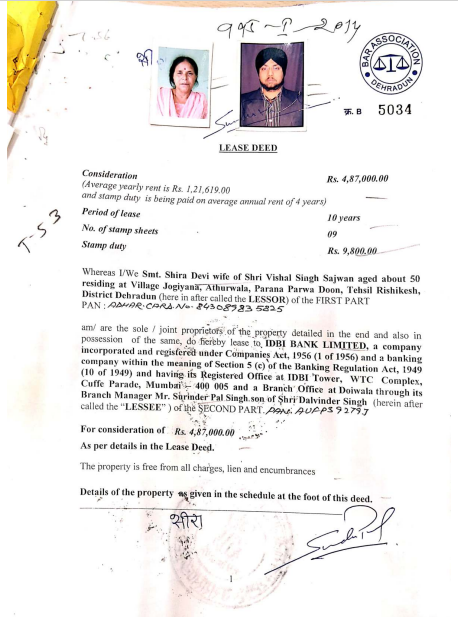 BAR ASSOCIATION
DEHRADUN
क्र. B 5034
LEASE DEED
Consideration Rs. 4,87,000.00
(Average yearly rent is Rs. 1,21,619.00
and stamp duty is being paid on average annual rent of 4 years)
Period of lease 10 years
No. of stamp sheets 09
Stamp duty Rs. 9,800.00
T-53
Whereas I/We Smt. Shira Devi wife of Shri Vishal Singh Sajwan aged about 50
residing at Village Jogiyana, Athurwala, Parana Parwa Doon, Tehsil Rishikesh,
District Dehradun (here in after called the LESSOR) of the FIRST PART
PAN : ADHAR CARD No- 84308983 5825
am/ are the sole / joint proprietors of the property detailed in the end and also in
possession of the same, do hereby lease to IDBI BANK LIMITED, a company
incorporated and registered under Companies Act, 1956 (1 of 1956) and a banking
company within the meaning of Section 5 (c) of the Banking Regulation Act, 1949
(10 of 1949) and having its Registered Office at IDBI Tower, WTC Complex,
Cuffe Parade, Mumbai – 400 005 and a Branch Office at Doiwala through its
Branch Manager Mr. Surinder Pal Singh son of Shri Dalvinder Singh (herein after
called the "LESSEE" ) of the SECOND PART. PAN: AUFPS9279J
For consideration of Rs. 4,87,000.00
As per details in the Lease Deed.
The property is free from all charges, lien and encumbrances
Details of the property as given in the schedule at the foot of this deed.
शीरा
1